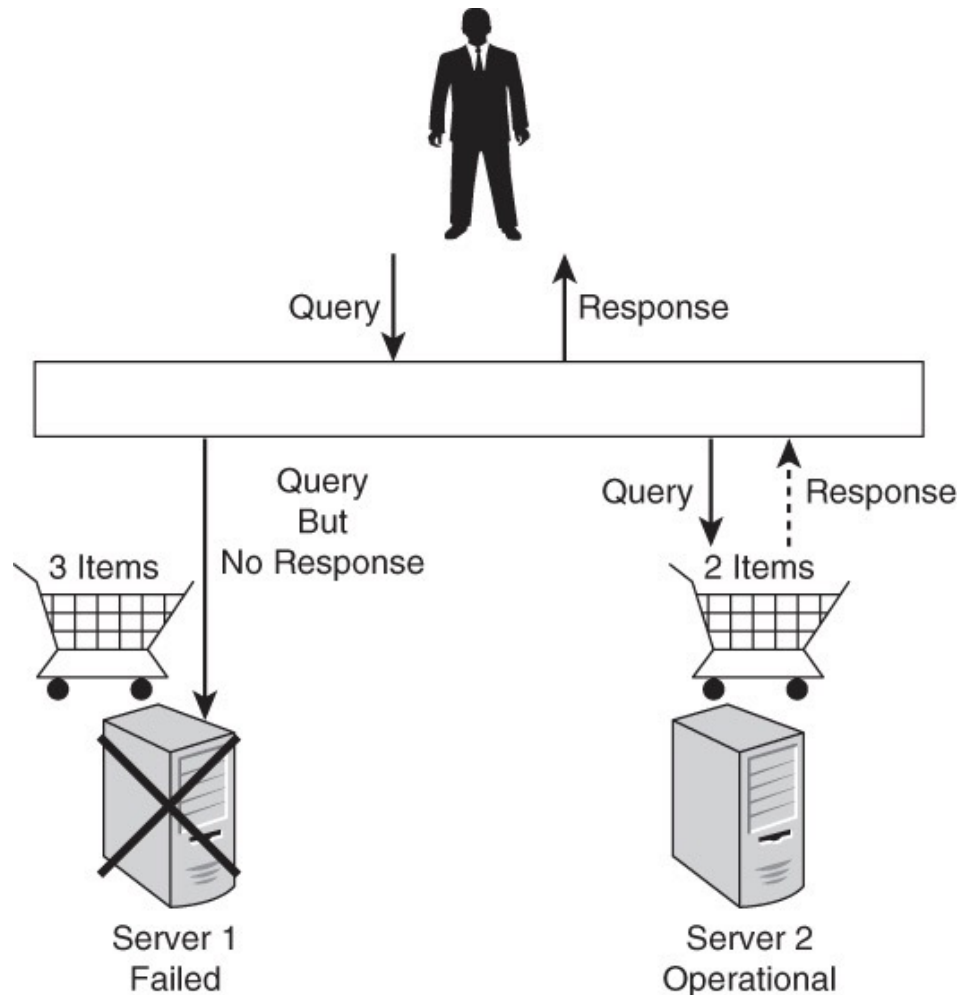 Query
Response
Query
But
No Response
Query
Response
3 Items
2 Items
Server 1
Failed
Server 2
Operational